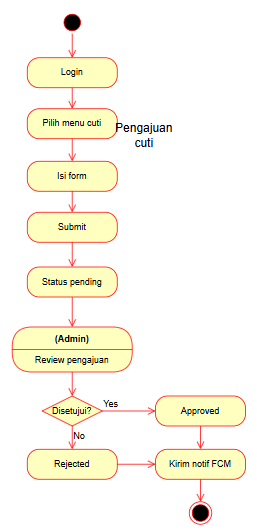 Login
Pilih menu cuti
Pengajuan
cuti
Isi form
Submit
Status pending
(Admin)
Review pengajuan
Disetujui?
Yes
Approved
No
Rejected
Kirim notif FCM